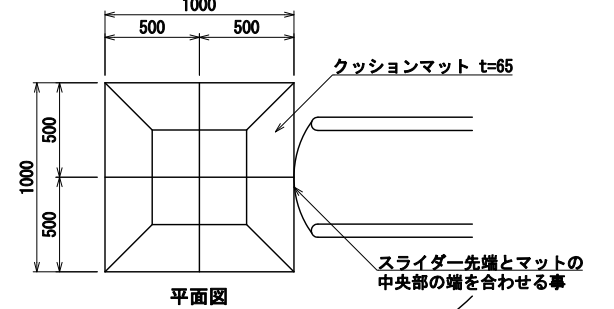 1000
500 500
クッションマット t=65
500
1000
500
スライダー先端とマットの
中央部の端を合わせる事
平面図